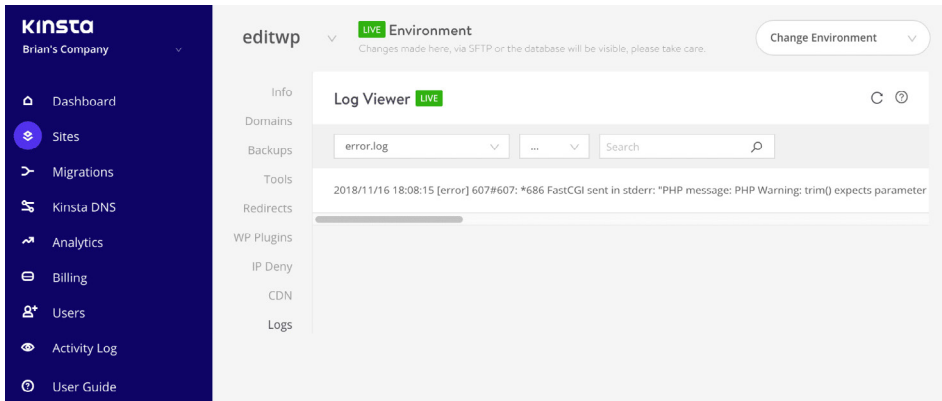 KINSTA
Brian's Company
Dashboard
Sites
Migrations
Kinsta DNS
Analytics
Billing
Users
Activity Log
User Guide
editwp
LIVE Environment
Changes made here, via SFTP or the database will be visible, please take care.
Change Environment
Info
Domains
Backups
Tools
Redirects
WP Plugins
IP Deny
CDN
Logs
Log Viewer LIVE
error.log
...
Search
2018/11/16 18:08:15 [error] 607#607: *686 FastCGI sent in stderr: "PHP message: PHP Warning: trim() expects parameter